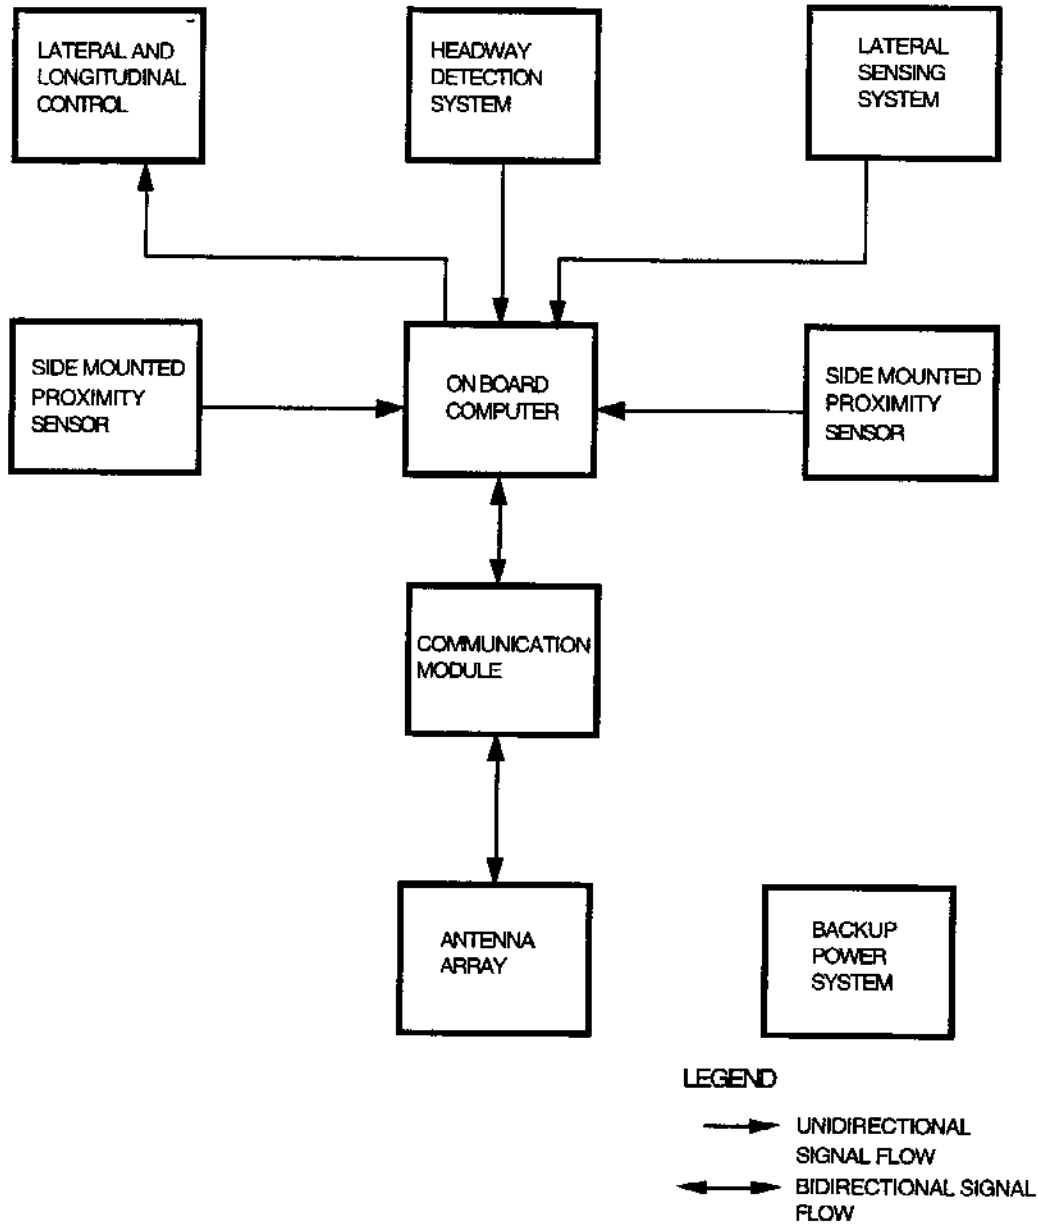 LATERAL AND
LONGITUDINAL
CONTROL
HEADWAY
DETECTION
SYSTEM
LATERAL
SENSING
SYSTEM
SIDE MOUNTED
PROXIMITY
SENSOR
ON BOARD
COMPUTER
SIDE MOUNTED
PROXIMITY
SENSOR
COMMUNICATION
MODULE
ANTENNA
ARRAY
BACKUP
POWER
SYSTEM
LEGEND
UNIDIRECTIONAL
SIGNAL FLOW
BIDIRECTIONAL SIGNAL
FLOW